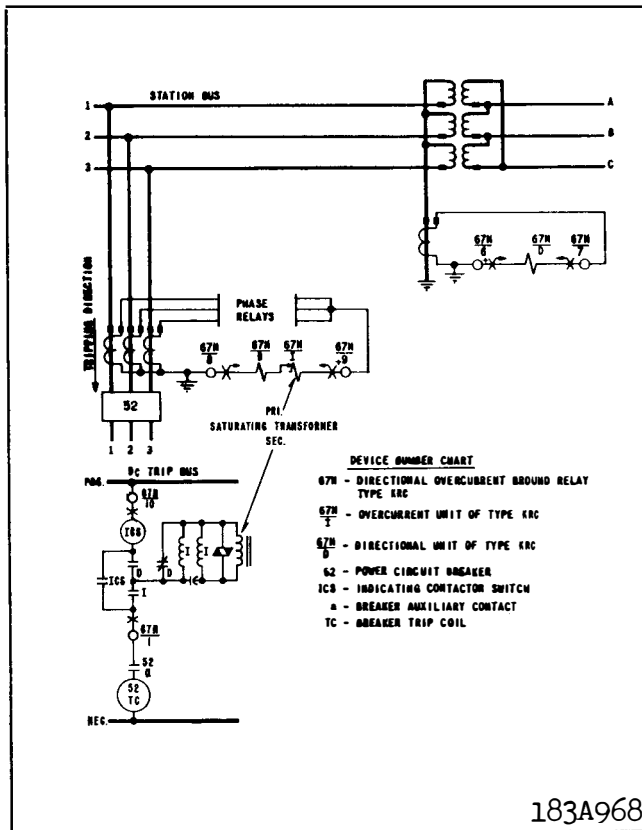 STATION BUS
1
2
3
A
B
C
67N
6
+
67N
D
67N
7
TRIPPING DIRECTION
PHASE
RELAYS
67N
8
67N
67N
I
67N
+9
52
1 2 3
PRI.
SATURATING TRANSFORMER
SEC.
DC TRIP BUS
POS.
67N
10
ICS
ICS
D
I
D
I
I
67N
1
52
a
52
TC
NEG.
DEVICE NUMBER CHART
67N - DIRECTIONAL OVERCURRENT GROUND RELAY
TYPE KRC
67N
I
- OVERCURRENT UNIT OF TYPE KRC
67N
D
- DIRECTIONAL UNIT OF TYPE KRC
52 - POWER CIRCUIT BREAKER
ICS - INDICATING CONTACTOR SWITCH
a - BREAKER AUXILIARY CONTACT
TC - BREAKER TRIP COIL
183A968